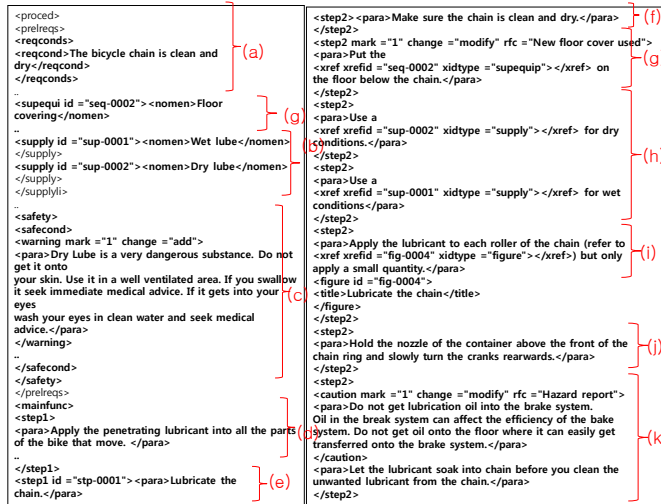 <proced>
<prelreqs>
<reqconds>
<reqcond>The bicycle chain is clean and
dry</reqcond>
</reqconds>
(a)
..
<supequi id ="seq-0002"><nomen>Floor
covering</nomen>
(g)
..
<supply id ="sup-0001"><nomen>Wet lube</nomen>
</supply>
<supply id ="sup-0002"><nomen>Dry lube</nomen>
</supply>
</supplyli>
(b)
..
<safety>
<safecond>
<warning mark ="1" change ="add">
<para>Dry Lube is a very dangerous substance. Do not
get it onto
your skin. Use it in a well ventilated area. If you swallow
it seek immediate medical advice. If it gets into your
eyes
wash your eyes in clean water and seek medical
advice.</para>
</warning>
..
</safecond>
</safety>
(c)
</prelreqs>
<mainfunc>
<step1>
<para>Apply the penetrating lubricant into all the parts
of the bike that move. </para>
(d)
..
</step1>
<step1 id ="stp-0001"><para>Lubricate the
chain.</para>
(e)
<step2><para>Make sure the chain is clean and dry.</para>
</step2>
(f)
<step2 mark ="1" change ="modify" rfc ="New floor cover used">
<para>Put the
<xref xrefid ="seq-0002" xidtype ="supequip"></xref> on
the floor below the chain.</para>
</step2>
(g
<step2>
<para>Use a
<xref xrefid ="sup-0002" xidtype ="supply"></xref> for dry
conditions.</para>
</step2>
<step2>
<para>Use a
<xref xrefid ="sup-0001" xidtype ="supply"></xref> for wet
conditions</para>
</step2>
(h)
<step2>
<para>Apply the lubricant to each roller of the chain (refer to
<xref xrefid ="fig-0004" xidtype ="figure"></xref>) but only
apply a small quantity.</para>
(i)
<figure id ="fig-0004">
<title>Lubricate the chain</title>
</figure>
</step2>
<step2>
<para>Hold the nozzle of the container above the front of the
chain ring and slowly turn the cranks rearwards.</para>
</step2>
(j)
<step2>
<caution mark ="1" change ="modify" rfc ="Hazard report">
<para>Do not get lubrication oil into the brake system.
Oil in the break system can affect the efficiency of the bake
system. Do not get oil onto the floor where it can easily get
transferred onto the brake system.</para>
</caution>
<para>Let the lubricant soak into chain before you clean the
unwanted lubricant from the chain.</para>
</step2>
(k